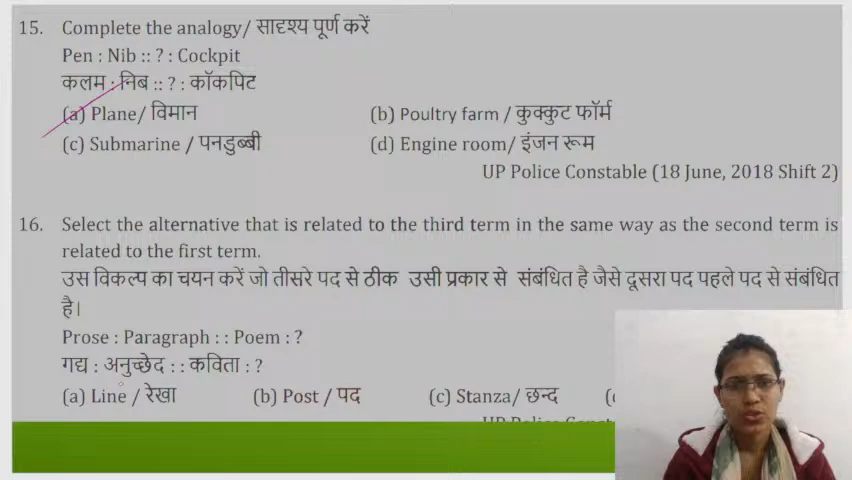 15. Complete the analogy/ सादृश्य पूर्ण करें
Pen : Nib :: ? : Cockpit
कलम : निब :: ? : कॉकपिट
(a) Plane/ विमान (b) Poultry farm / कुक्कुट फॉर्म
(c) Submarine / पनडुब्बी (d) Engine room/ इंजन रूम
UP Police Constable (18 June, 2018 Shift 2)
16. Select the alternative that is related to the third term in the same way as the second term is
related to the first term.
उस विकल्प का चयन करें जो तीसरे पद से ठीक उसी प्रकार से संबंधित है जैसे दूसरा पद पहले पद से संबंधित
है।
Prose : Paragraph : : Poem : ?
गद्य : अनुच्छेद : : कविता : ?
(a) Line / रेखा (b) Post / पद (c) Stanza/ छन्द
UP Police